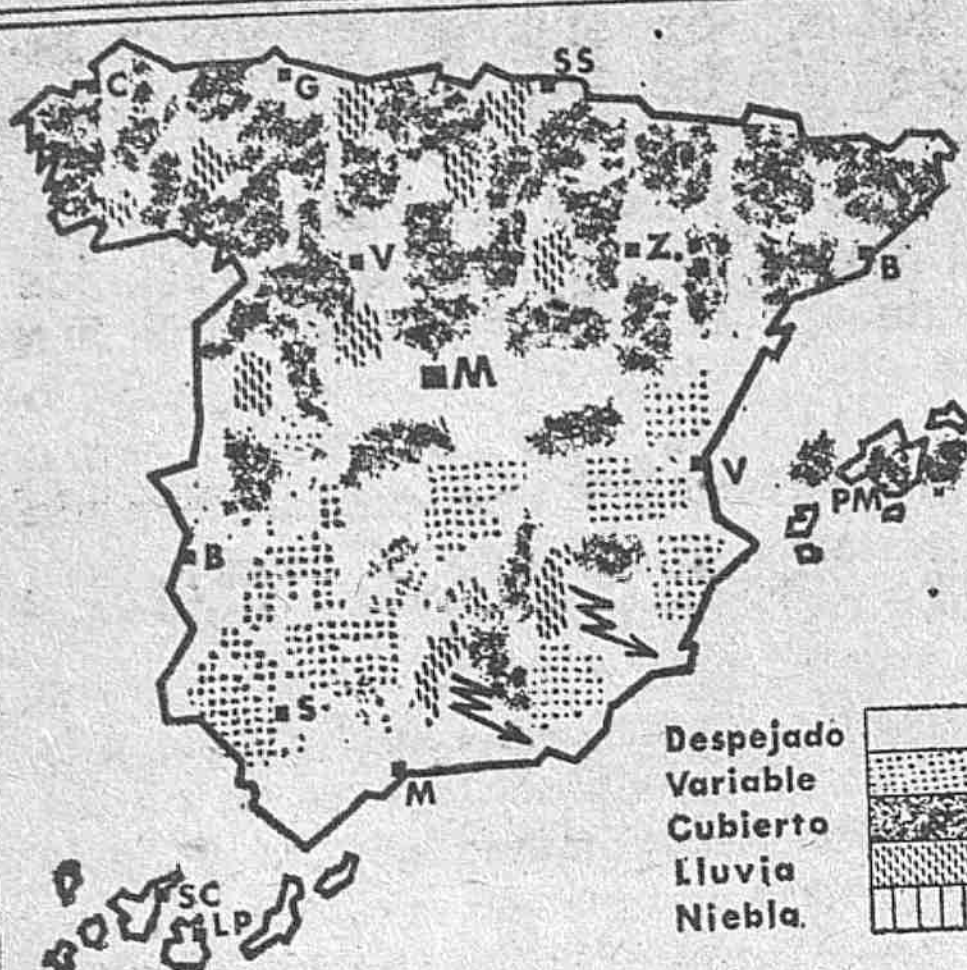 SS
C
G
V
Z.
B
M
V
PM
B
S
M
SC
LP
Despejado
Variable
Cubierto
Lluvia
Niebla.